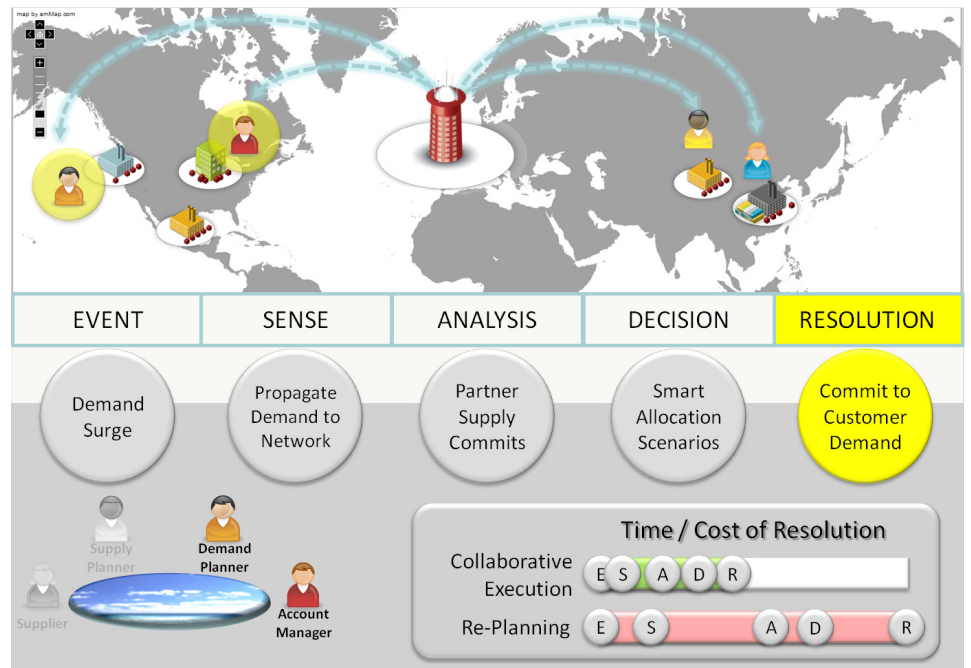 map by amMap.com
EVENT
SENSE
ANALYSIS
DECISION
RESOLUTION
Demand
Surge
Propagate
Demand to
Network
Partner
Supply
Commits
Smart
Allocation
Scenarios
Commit to
Customer
Demand
Supply
Planner
Demand
Planner
Supplier
Account
Manager
Time / Cost of Resolution
Collaborative
Execution
E S A D R
Re-Planning
E S A D R